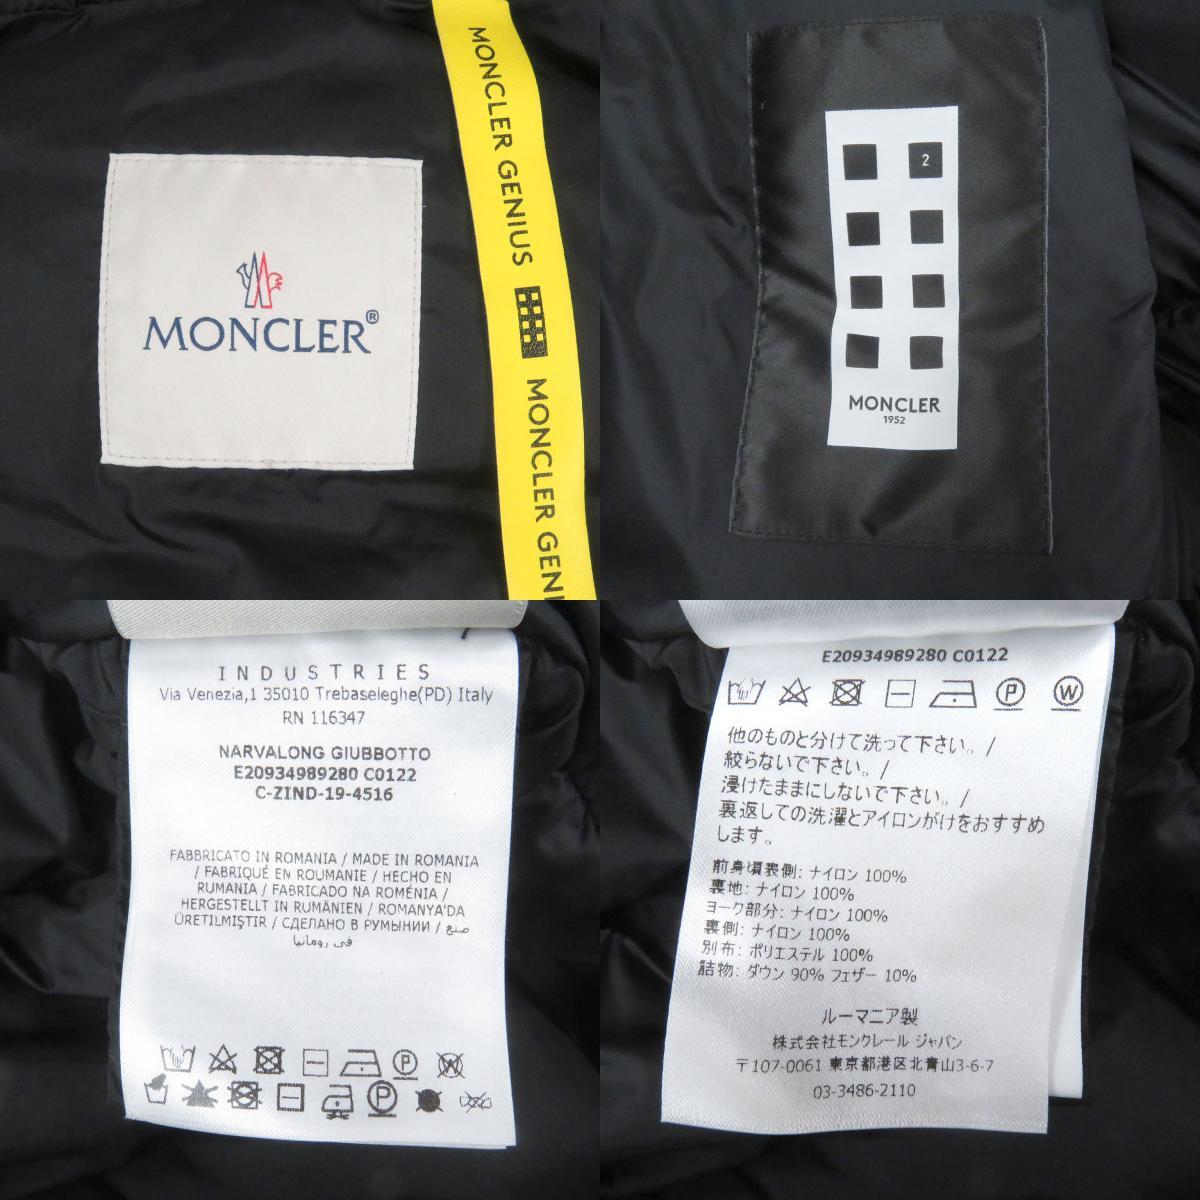 MONCLER GENIUS MONCLER GENI
MONCLER®
2
MONCLER
1952
INDUSTRIES
Via Venezia,1 35010 Trebaseleghe(PD) Italy
RN 116347
NARVALONG GIUBBOTTO
E20934989280 C0122
C-ZIND-19-4516
FABBRICATO IN ROMANIA / MADE IN ROMANIA
/ FABRIQUÉ EN ROUMANIE / HECHO EN
RUMANIA / FABRICADO NA ROMÉNIA /
HERGESTELLT IN RUMÄNIEN / ROMANYA'DA
ÜRETILMIŞTIR / СДЕЛАНО В РУМЫНИИ / صنع
في رومانيا
P W
P
E20934989280 C0122
P W
他のものと分けて洗って下さい。/
絞らないで下さい。/
浸けたままにしないで下さい。/
裏返しての洗濯とアイロンがけをおすすめ
します。
前身頃表側: ナイロン 100%
裏地: ナイロン 100%
ヨーク部分: ナイロン 100%
裏側: ナイロン 100%
別布: ポリエステル 100%
詰物: ダウン 90% フェザー 10%
ルーマニア製
株式会社モンクレール ジャパン
〒107-0061 東京都港区北青山3-6-7
03-3486-2110